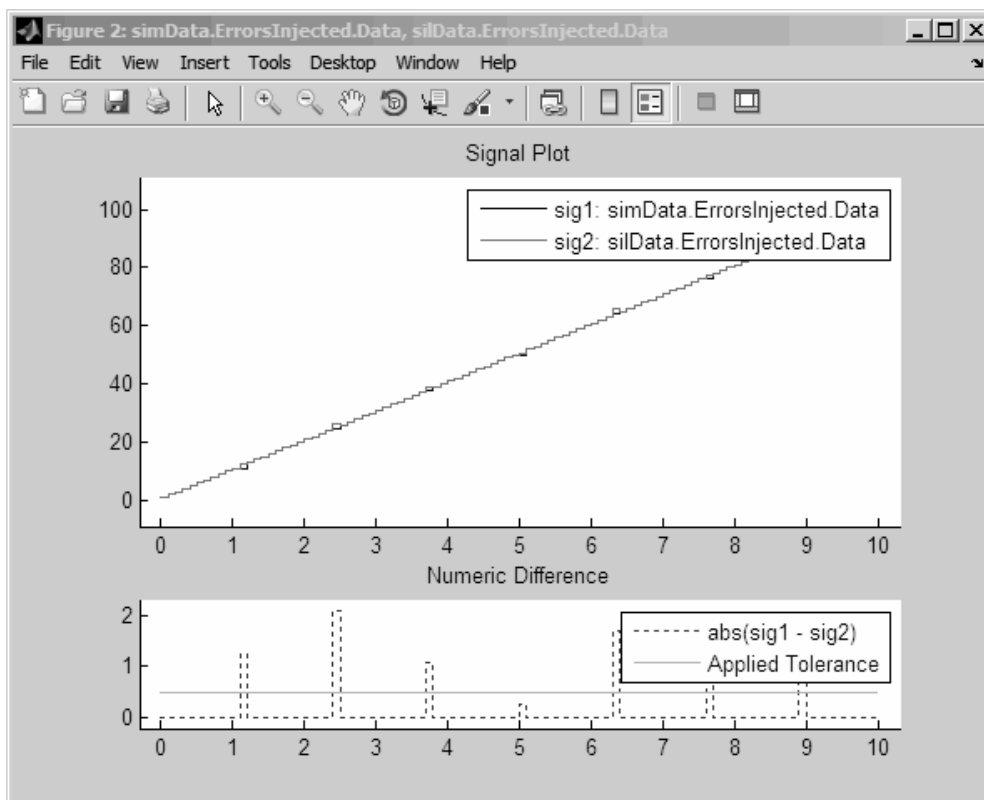 Figure 2: simData.ErrorsInjected.Data, silData.ErrorsInjected.Data
File Edit View Insert Tools Desktop Window Help
Signal Plot
sig1: simData.ErrorsInjected.Data
sig2: silData.ErrorsInjected.Data
100
80
60
40
20
0
0 1 2 3 4 5 6 7 8 9 10
Numeric Difference
abs(sig1 - sig2)
Applied Tolerance
2
1
0
0 1 2 3 4 5 6 7 8 9 10